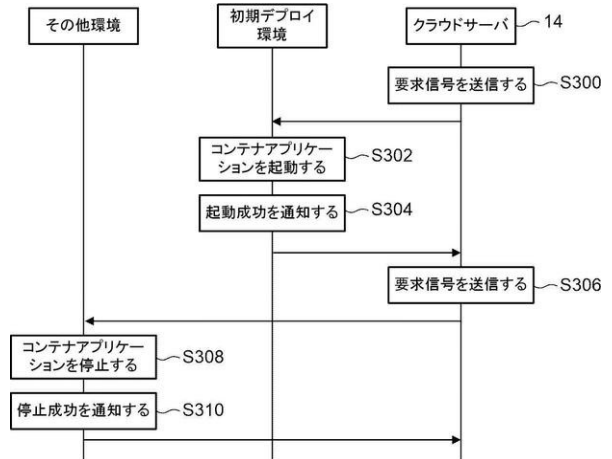 その他環境
初期デプロイ
環境
クラウドサーバ
14
要求信号を送信する
S300
コンテナアプリケー
ションを起動する
S302
起動成功を通知する
S304
要求信号を送信する
S306
コンテナアプリケー
ションを停止する
S308
停止成功を通知する
S310